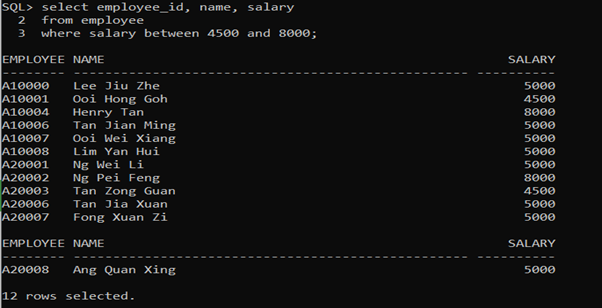 SQL> select employee_id, name, salary
  2  from employee
  3  where salary between 4500 and 8000;
EMPLOYEE NAME                                               SALARY
-------- -------------------------------------------------- ----------
A10000   Lee Jiu Zhe                                          5000
A10001   Ooi Hong Goh                                         4500
A10004   Henry Tan                                            8000
A10006   Tan Jian Ming                                        5000
A10007   Ooi Wei Xiang                                        5000
A10008   Lim Yan Hui                                          5000
A20001   Ng Wei Li                                            5000
A20002   Ng Pei Feng                                          8000
A20003   Tan Zong Guan                                        4500
A20006   Tan Jia Xuan                                         5000
A20007   Fong Xuan Zi                                         5000
EMPLOYEE NAME                                               SALARY
-------- -------------------------------------------------- ----------
A20008   Ang Quan Xing                                        5000
12 rows selected.